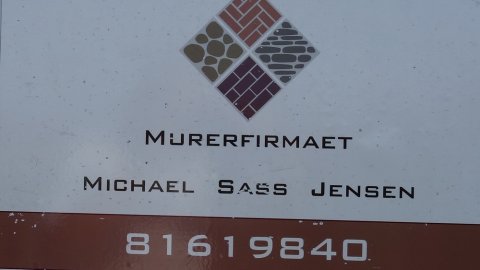 MURERFIRMAET
MICHAEL SASS JENSEN
81619840